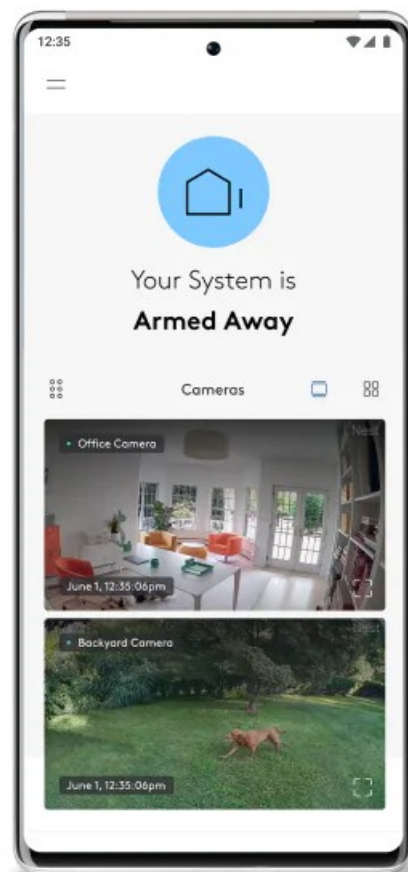 12:35
Your System is
Armed Away
Cameras
Nest
Office Camera
June 1, 12:35:06pm
Nest
Backyard Camera
June 1, 12:35:06pm